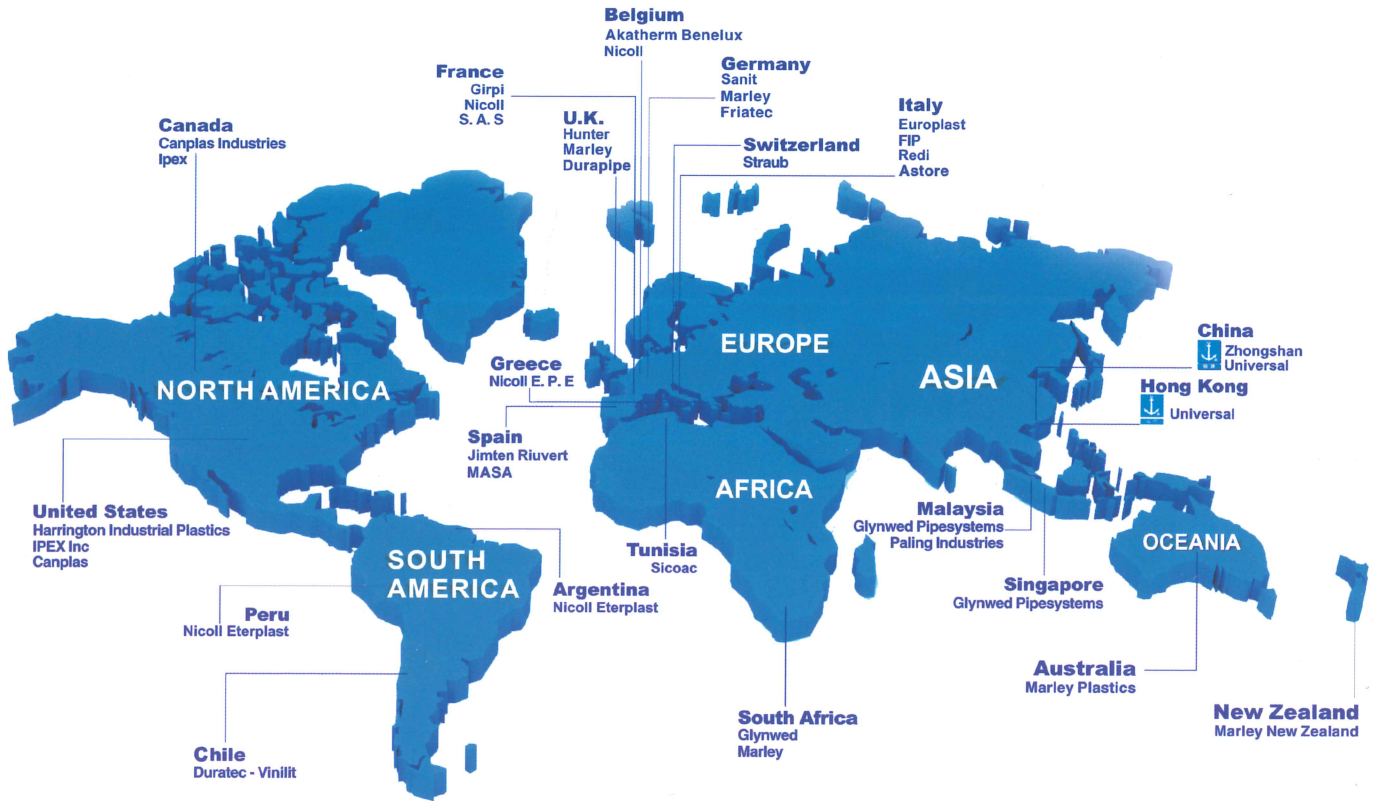 Belgium
Akatherm Benelux
Nicoll
France
Girpi
Nicoll
S. A. S
Germany
Sanit
Marley
Friatec
U.K.
Hunter
Marley
Durapipe
Italy
Europlast
FIP
Redi
Astore
Canada
Canplas Industries
Ipex
Switzerland
Straub
EUROPE
ASIA
NORTH AMERICA
China
Zhongshan
Universal
Hong Kong
Universal
Greece
Nicoll E. P. E
Spain
Jimten Riuvert
MASA
AFRICA
United States
Harrington Industrial Plastics
IPEX Inc
Canplas
Malaysia
Glynwed Pipesystems
Paling Industries
OCEANIA
SOUTH
AMERICA
Tunisia
Sicoac
Singapore
Glynwed Pipesystems
Argentina
Nicoll Eterplast
Peru
Nicoll Eterplast
Australia
Marley Plastics
South Africa
Glynwed
Marley
New Zealand
Marley New Zealand
Chile
Duratec - Vinilit